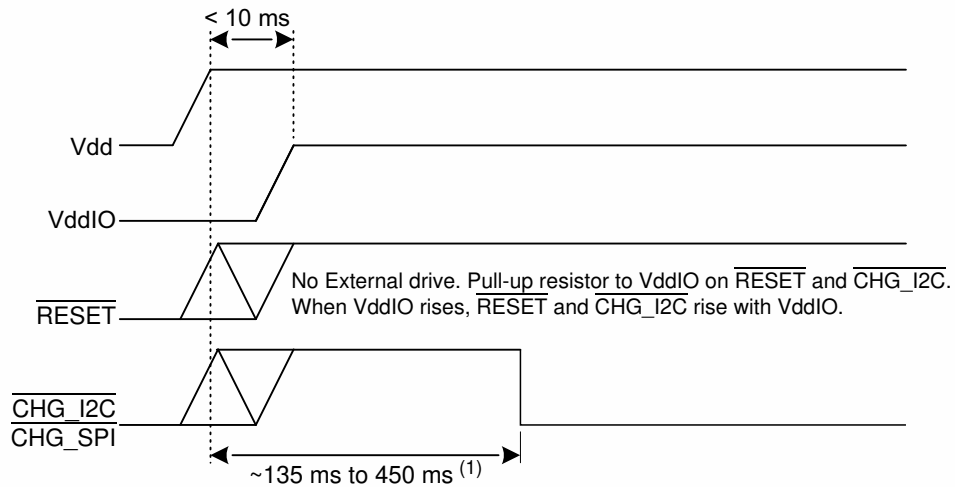 < 10 ms
Vdd
VddIO
No External drive. Pull-up resistor to VddIO on RESET and CHG_I2C.
When VddIO rises, RESET and CHG_I2C rise with VddIO.
RESET
CHG_I2C
CHG_SPI
~135 ms to 450 ms (1)